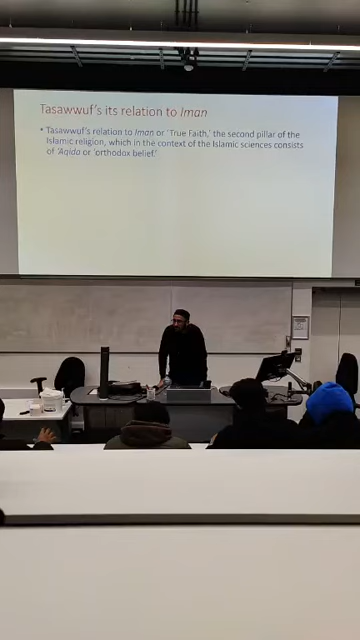 Tasawwuf's its relation to Iman
• Tasawwuf's relation to Iman or 'True Faith,' the second pillar of the
Islamic religion, which in the context of the Islamic sciences consists
of 'Aqida or 'orthodox belief.'